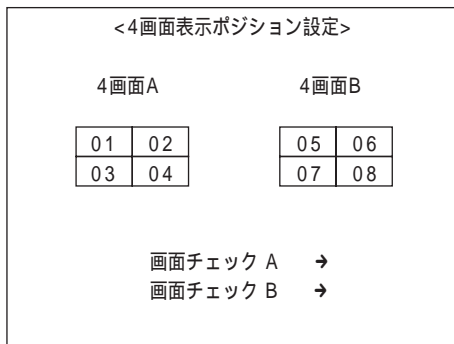 <4画面表示ポジション設定>
4画面A 4画面B
01 02 05 06
03 04 07 08
画面チェック A →
画面チェック B →